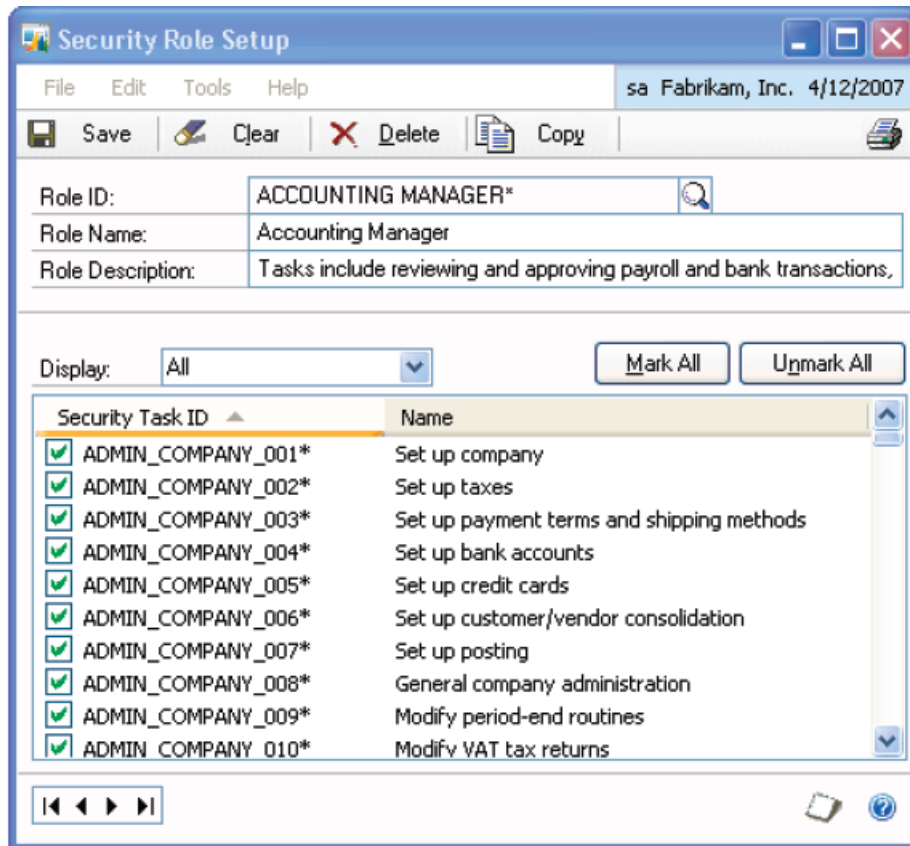 Security Role Setup
File Edit Tools Help sa Fabrikam, Inc. 4/12/2007
Save Clear Delete Copy
Role ID: ACCOUNTING MANAGER*
Role Name: Accounting Manager
Role Description: Tasks include reviewing and approving payroll and bank transactions,
Display: All Mark All Unmark All
Security Task ID Name
ADMIN_COMPANY_001* Set up company
ADMIN_COMPANY_002* Set up taxes
ADMIN_COMPANY_003* Set up payment terms and shipping methods
ADMIN_COMPANY_004* Set up bank accounts
ADMIN_COMPANY_005* Set up credit cards
ADMIN_COMPANY_006* Set up customer/vendor consolidation
ADMIN_COMPANY_007* Set up posting
ADMIN_COMPANY_008* General company administration
ADMIN_COMPANY_009* Modify period-end routines
ADMIN_COMPANY_010* Modify VAT tax returns